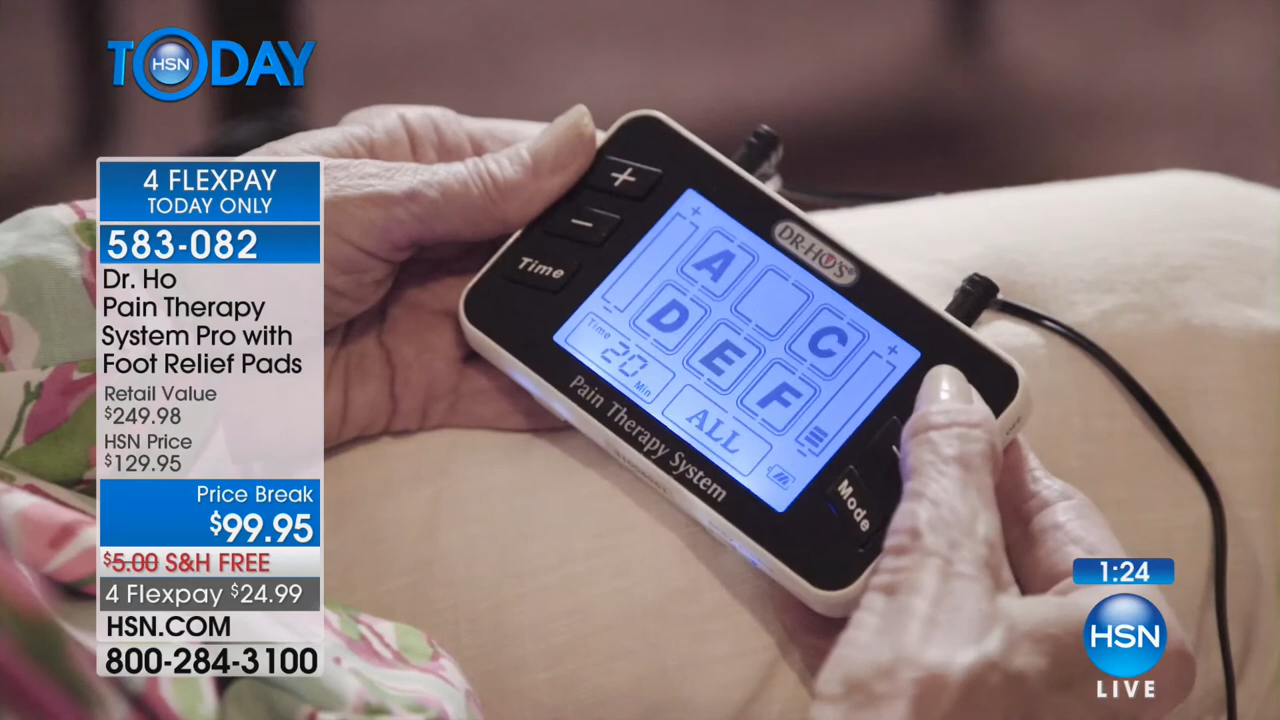 TODAY
HSN
4 FLEXPAY
TODAY ONLY
583-082
Dr. Ho
Pain Therapy
System Pro with
Foot Relief Pads
Retail Value
$249.98
HSN Price
$129.95
Price Break
$99.95
$5.00 S&H FREE
4 Flexpay $24.99
HSN.COM
800-284-3100
+
−
Time
DR-HO'S®
+
A
C
+
D
E
F
Time
20
Min
ALL
Mode
Pain Therapy System
1:24
HSN
LIVE